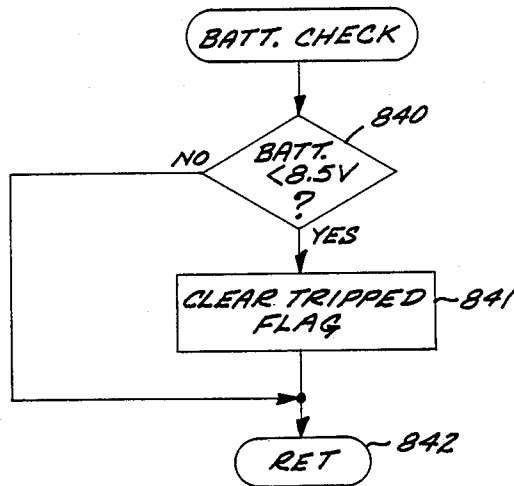 BATT. CHECK
840
BATT.
<8.5V
?
NO
YES
CLEAR TRIPPED
FLAG
841
RET
842